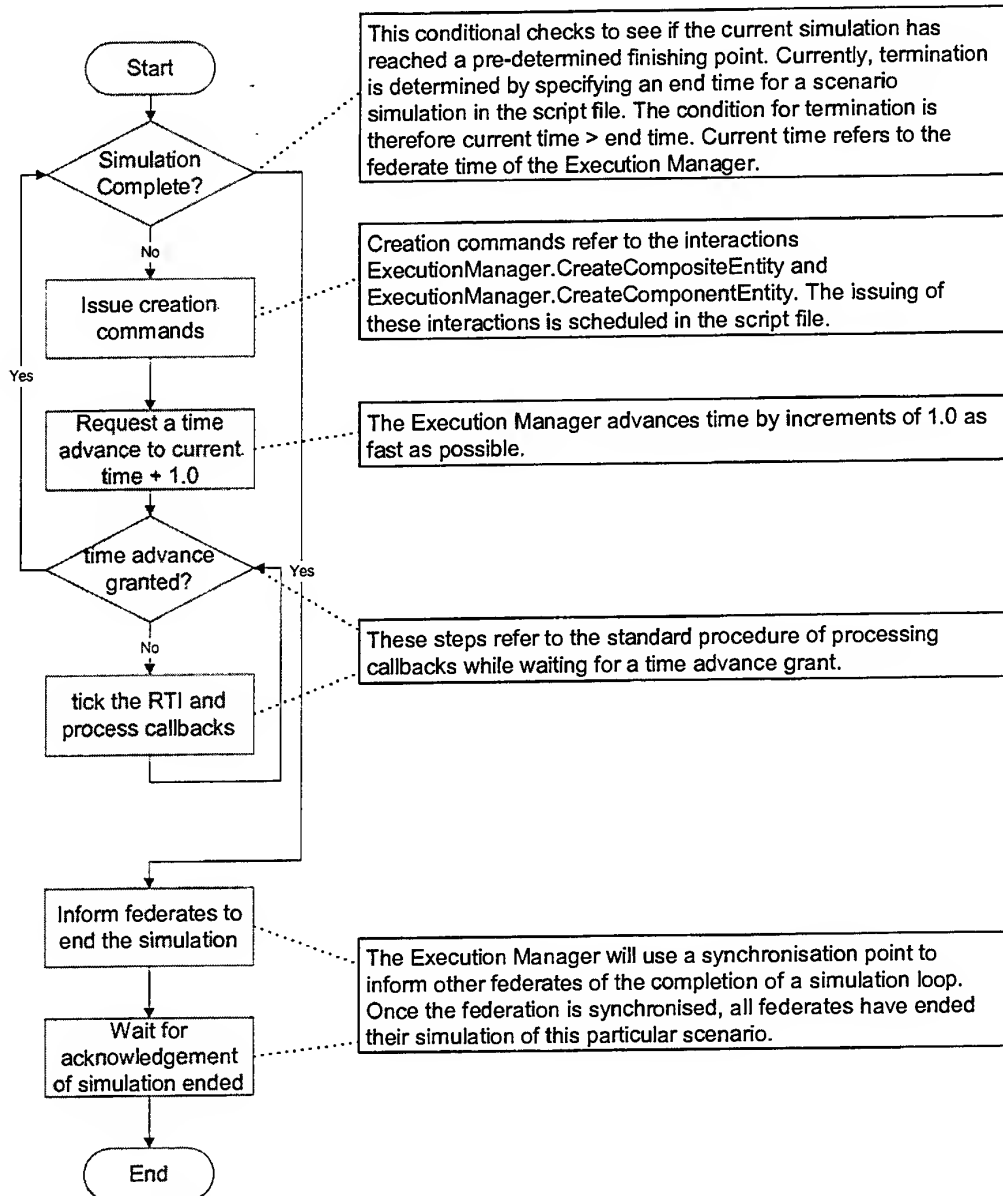 Start
This conditional checks to see if the current simulation has
reached a pre-determined finishing point. Currently, termination
is determined by specifying an end time for a scenario
simulation in the script file. The condition for termination is
therefore current time > end time. Current time refers to the
federate time of the Execution Manager.
Simulation
Complete?
No
Creation commands refer to the interactions
ExecutionManager.CreateCompositeEntity and
ExecutionManager.CreateComponentEntity. The issuing of
these interactions is scheduled in the script file.
Issue creation
commands
Yes
Request a time
advance to current
time + 1.0
The Execution Manager advances time by increments of 1.0 as
fast as possible.
time advance
granted?
Yes
No
These steps refer to the standard procedure of processing
callbacks while waiting for a time advance grant.
tick the RTI and
process callbacks
Inform federates to
end the simulation
The Execution Manager will use a synchronisation point to
inform other federates of the completion of a simulation loop.
Once the federation is synchronised, all federates have ended
their simulation of this particular scenario.
Wait for
acknowledgement
of simulation ended
End